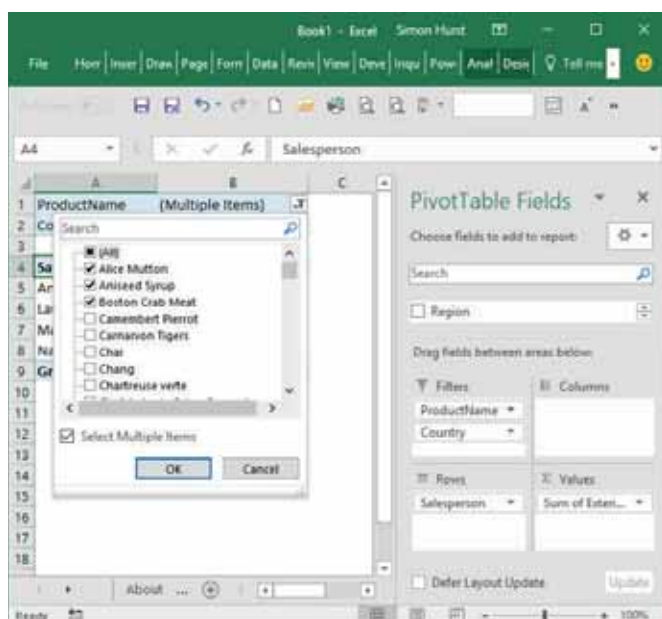 Book1 - Excel Simon Hurst
File Inser Draw Page Form Data View Deve Inqu Powe Anal Desi Tell me
A4 Salesperson
A B C
1 ProductName (Multiple Items)
2 Co Search
3 (All)
4 Sa Alice Mutton
5 An Aniseed Syrup
6 Lau Boston Crab Meat
7 Camembert Pierrot
Carnarvon Tigers
8 Na Chai
9 Gr Chang
10 Chartreuse verte
11
12 Select Multiple Items
13
14 OK Cancel
15
16
17
18
About ...
Ready
PivotTable Fields
Choose fields to add to report:
Search
Region
Drag fields between areas below:
Filters Columns
ProductName
Country
Rows Σ Values
Salesperson Sum of Exten...
Defer Layout Update Update
100%